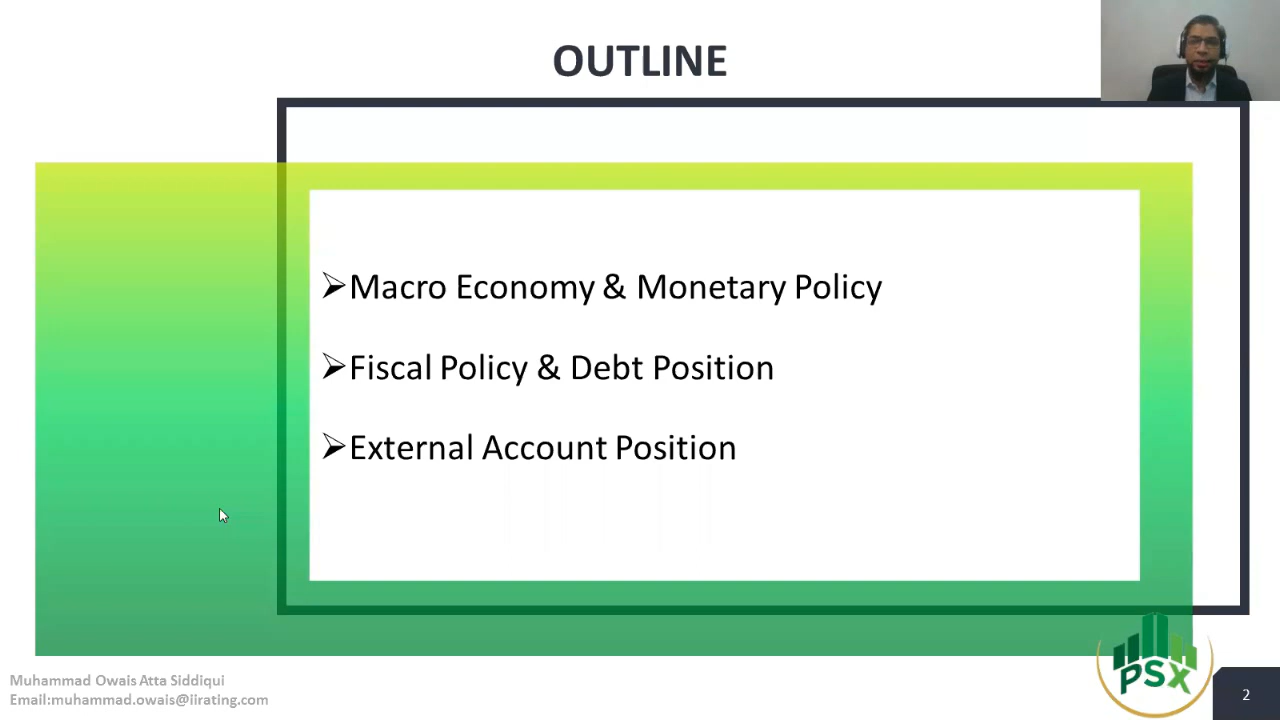 OUTLINE
➢Macro Economy & Monetary Policy
➢Fiscal Policy & Debt Position
➢External Account Position
Muhammad Owais Atta Siddiqui
Email:muhammad.owais@iirating.com
PSX
2